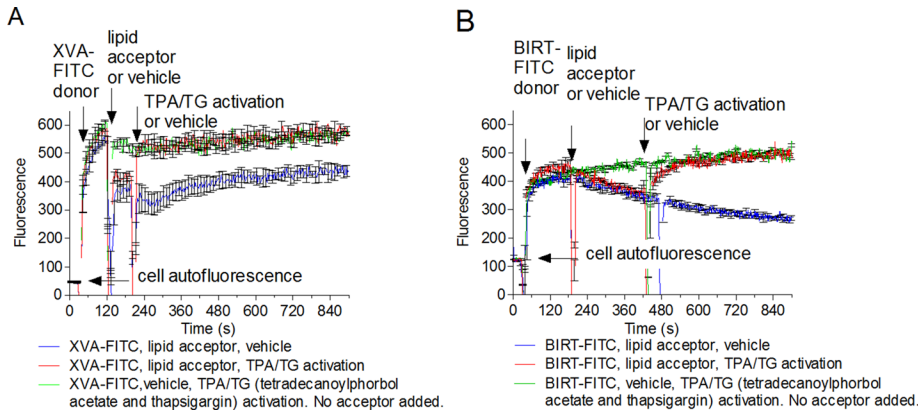 A
XVA-
FITC
donor
lipid
acceptor
or vehicle
TPA/TG activation
or vehicle
600
500
400
300
200
100
0
Fluorescence
cell autofluorescence
0 120 240 360 480 600 720 840
Time (s)
XVA-FITC, lipid acceptor, vehicle
XVA-FITC, lipid acceptor, TPA/TG activation
XVA-FITC,vehicle, TPA/TG (tetradecanoylphorbol
acetate and thapsigargin) activation. No acceptor added.
B
BIRT-
FITC
donor
lipid acceptor
or vehicle
TPA/TG activation
or vehicle
600
500
400
300
200
100
0
Fluorescence
cell autofluorescence
0 120 240 360 480 600 720 840
Time (s)
BIRT-FITC, lipid acceptor, vehicle
BIRT-FITC, lipid acceptor, TPA/TG activation
BIRT-FITC, vehicle, TPA/TG (tetradecanoylphorbol
acetate and thapsigargin) activation. No acceptor added.